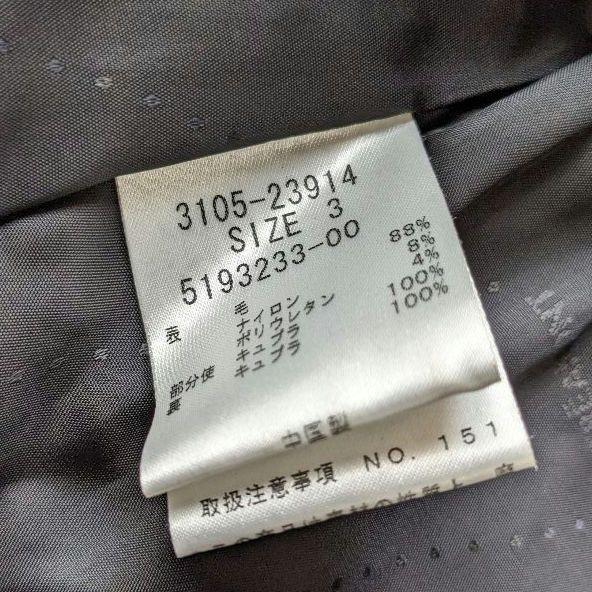 3105-23914
SIZE 3
5193233-00
表 毛 88%
ナイロン 8%
ポリウレタン 4%
部分使 キュプラ 100%
裏 キュプラ 100%
中国製
取扱注意事項 NO. 151